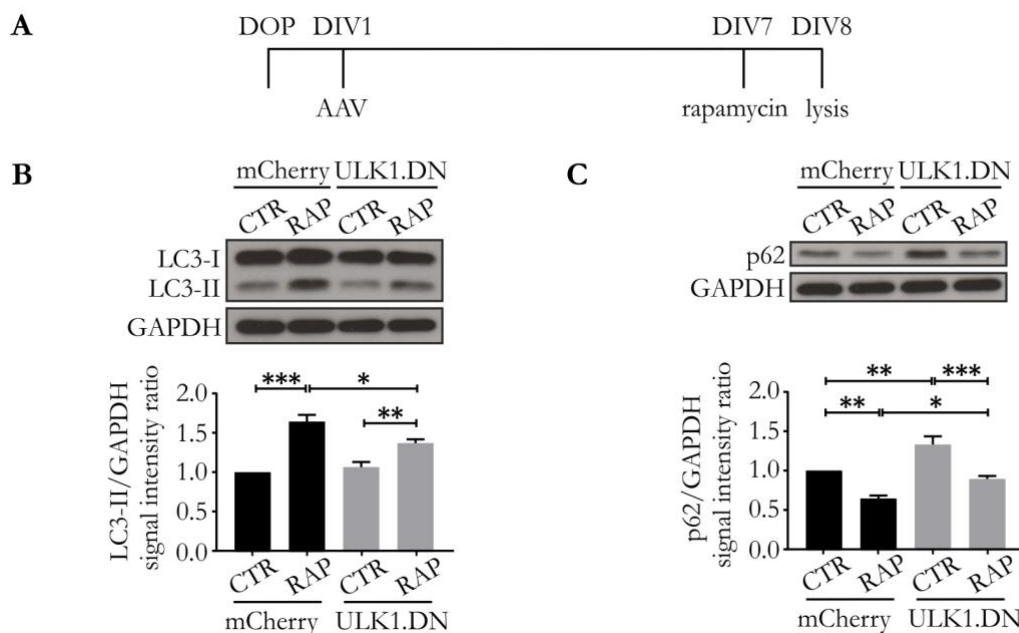 A
DOP DIV1 DIV7 DIV8
AAV rapamycin lysis
B
mCherry ULK1.DN
CTR RAP CTR RAP
LC3-I
LC3-II
GAPDH
LC3-II/GAPDH
signal intensity ratio
2.0
1.5
1.0
0.5
0.0
*** *
**
CTR RAP CTR RAP
mCherry ULK1.DN
C
mCherry ULK1.DN
CTR RAP CTR RAP
p62
GAPDH
p62/GAPDH
signal intensity ratio
2.0
1.5
1.0
0.5
0.0
** ***
** *
CTR RAP CTR RAP
mCherry ULK1.DN